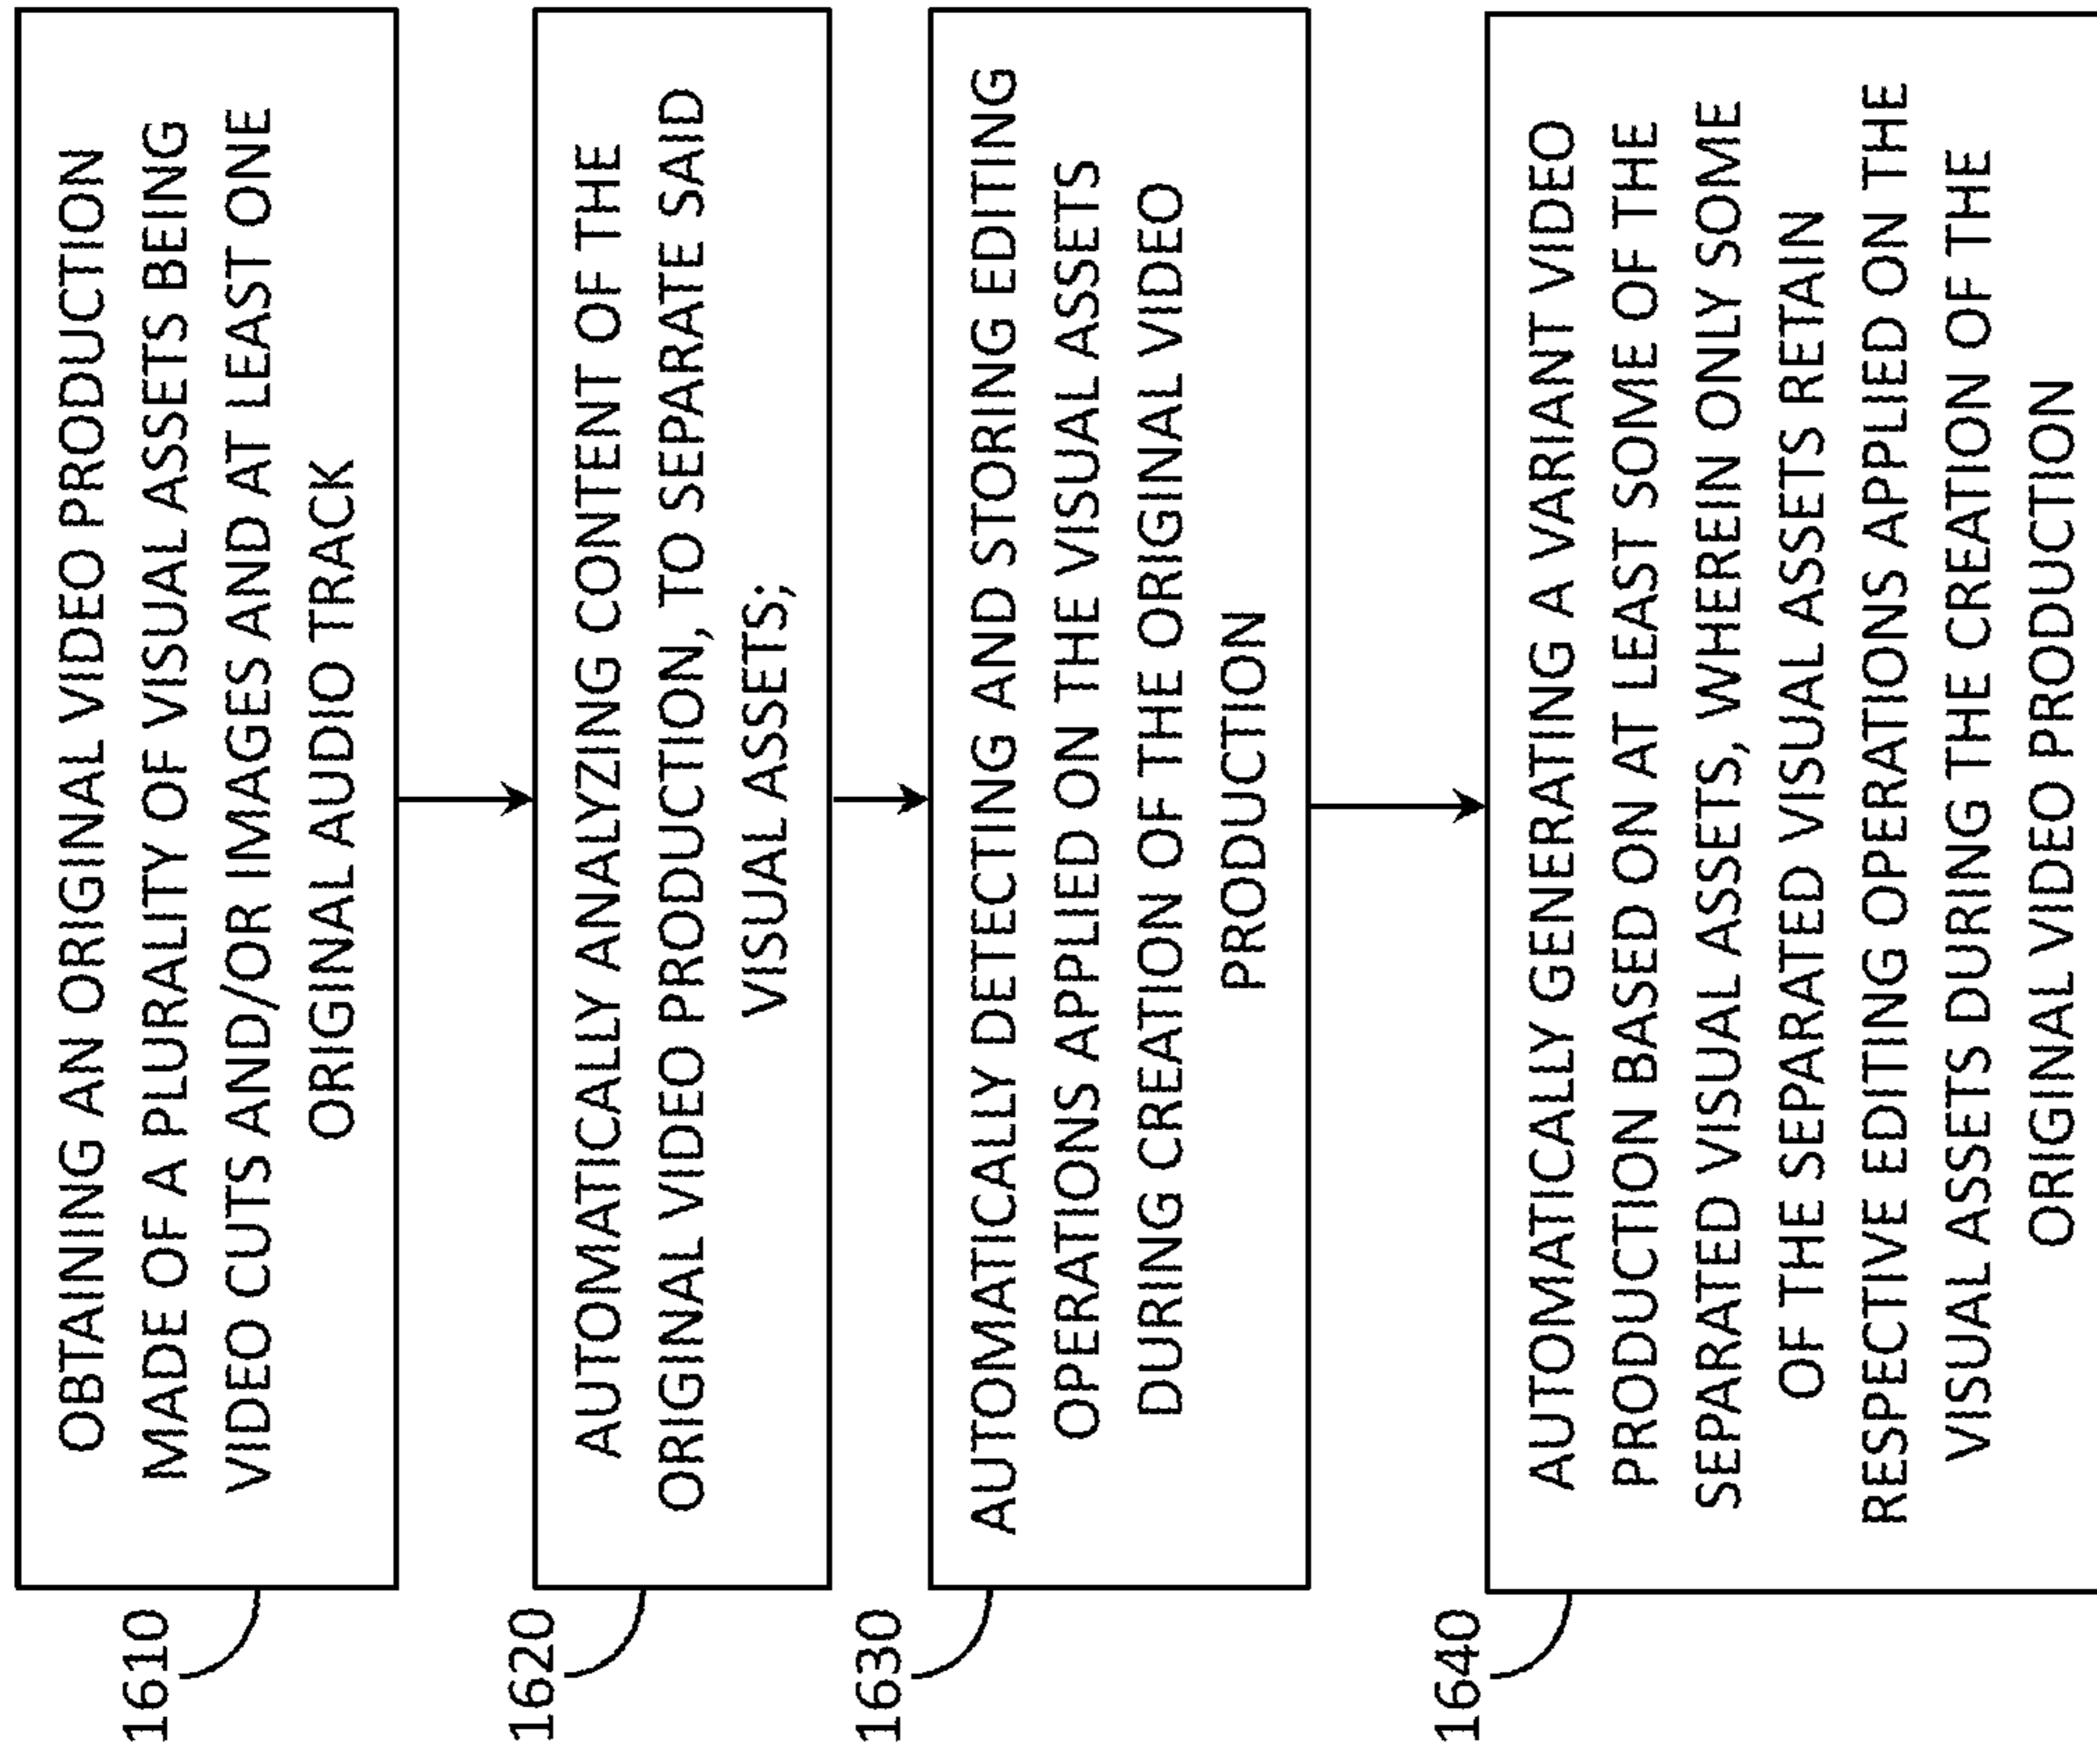 1610
OBTAINING AN ORIGINAL VIDEO PRODUCTION
MADE OF A PLURALITY OF VISUAL ASSETS BEING
VIDEO CUTS AND/OR IMAGES AND AT LEAST ONE
ORIGINAL AUDIO TRACK
1620
AUTOMATICALLY ANALYZING CONTENT OF THE
ORIGINAL VIDEO PRODUCTION, TO SEPARATE SAID
VISUAL ASSETS;
1630
AUTOMATICALLY DETECTING AND STORING EDITING
OPERATIONS APPLIED ON THE VISUAL ASSETS
DURING CREATION OF THE ORIGINAL VIDEO
PRODUCTION
1640
AUTOMATICALLY GENERATING A VARIANT VIDEO
PRODUCTION BASED ON AT LEAST SOME OF THE
SEPARATED VISUAL ASSETS, WHEREIN ONLY SOME
OF THE SEPARATED VISUAL ASSETS RETAIN
RESPECTIVE EDITING OPERATIONS APPLIED ON THE
VISUAL ASSETS DURING THE CREATION OF THE
ORIGINAL VIDEO PRODUCTION